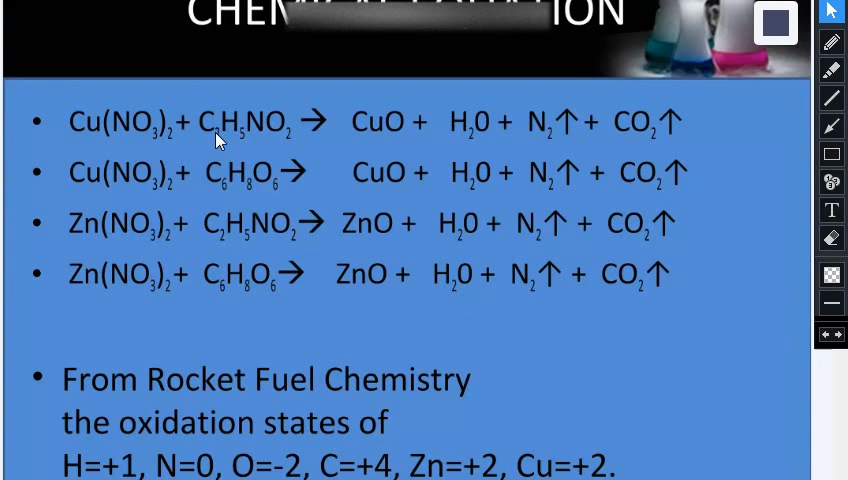 • Cu(NO3)2+ C2H5NO2 → CuO + H20 + N2↑ + CO2↑
• Cu(NO3)2+ C6H8O6→ CuO + H20 + N2↑ + CO2↑
• Zn(NO3)2+ C2H5NO2→ ZnO + H20 + N2↑ + CO2↑
• Zn(NO3)2+ C6H8O6→ ZnO + H20 + N2↑ + CO2↑
• From Rocket Fuel Chemistry
the oxidation states of
H=+1, N=0, O=-2, C=+4, Zn=+2, Cu=+2.
T